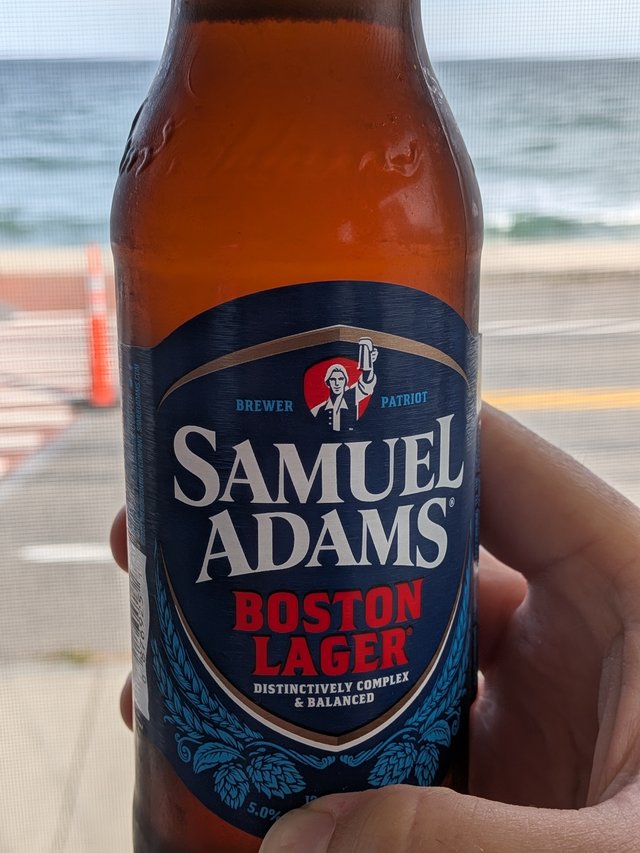 BREWER PATRIOT
SAMUEL
ADAMS®
BOSTON
LAGER®
DISTINCTIVELY COMPLEX
& BALANCED
5.0%